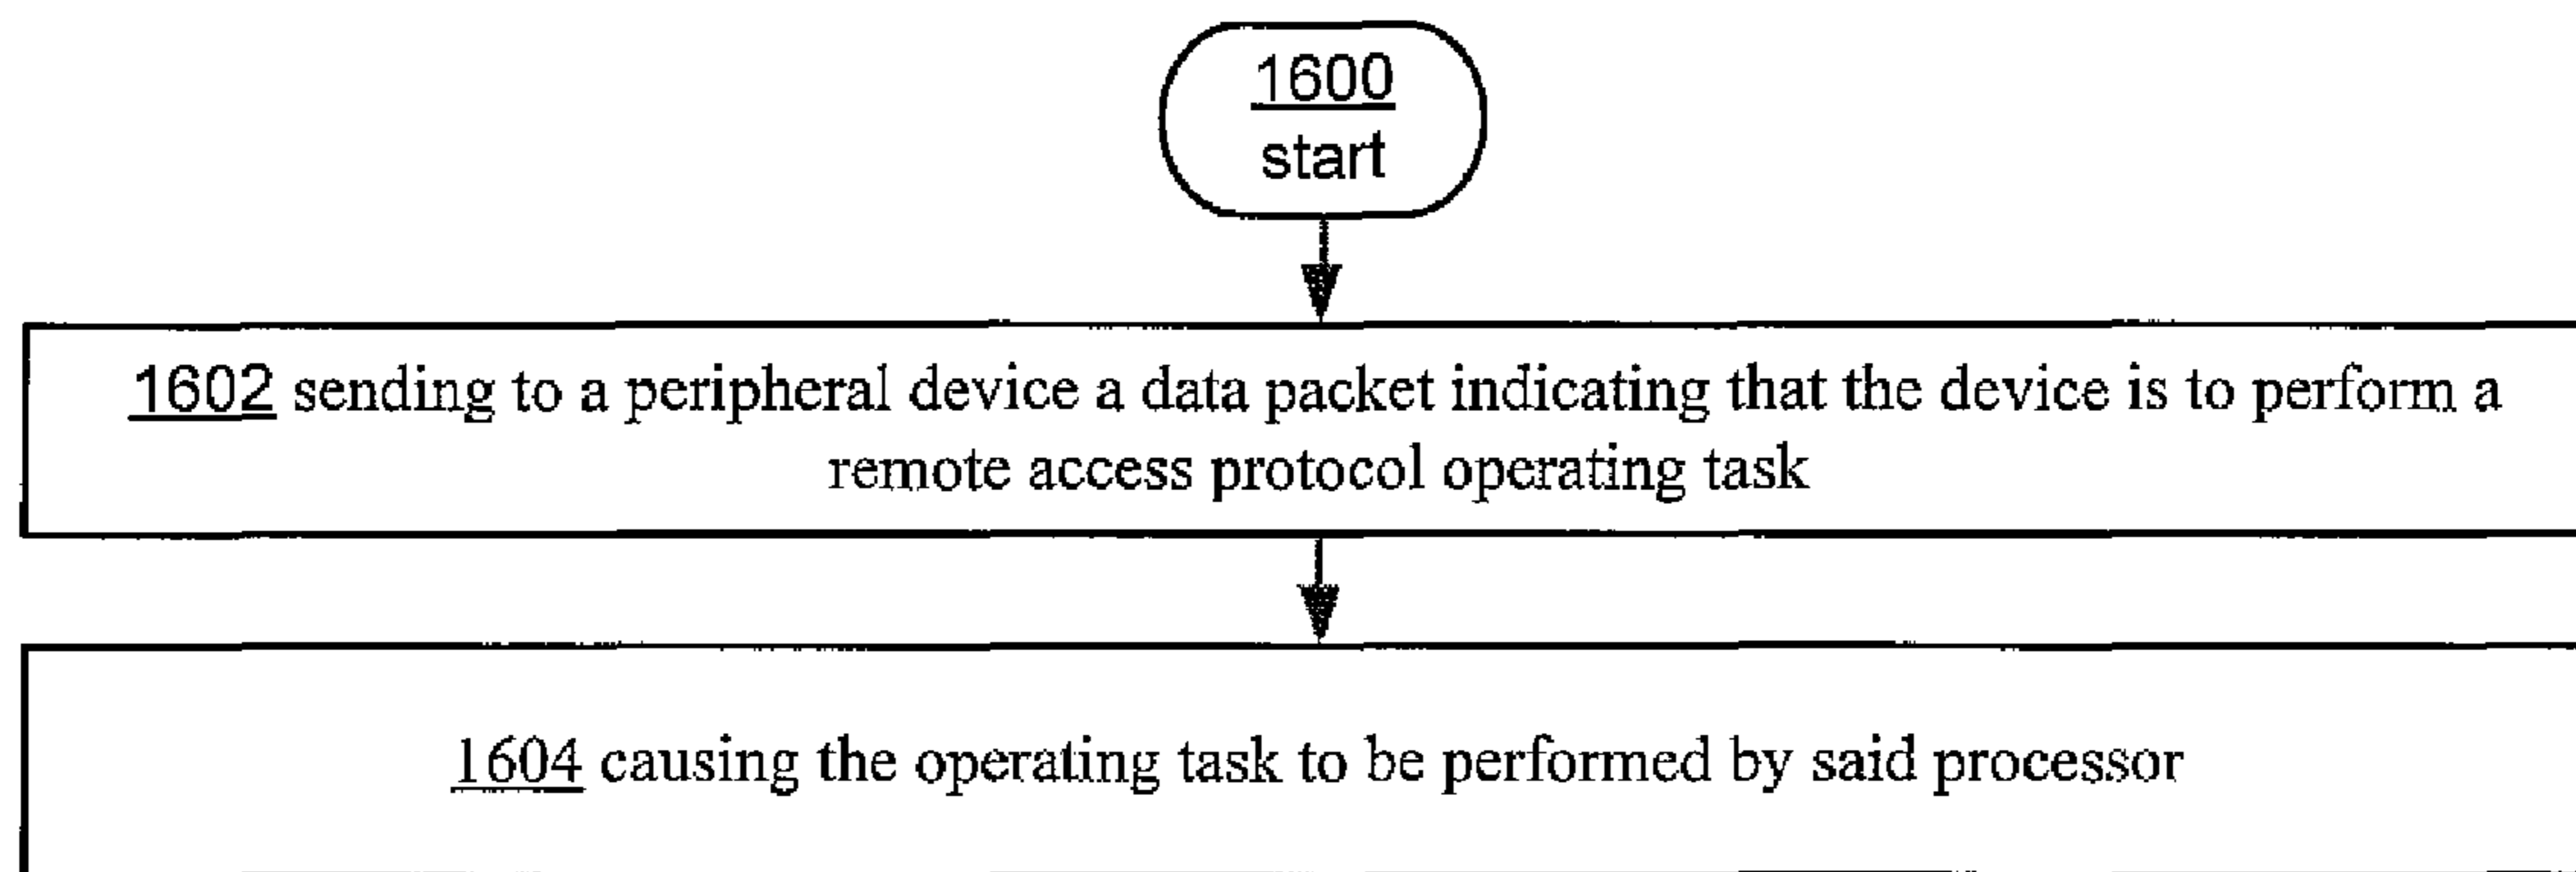 1600
start
1602 sending to a peripheral device a data packet indicating that the device is to perform a
remote access protocol operating task
1604 causing the operating task to be performed by said processor